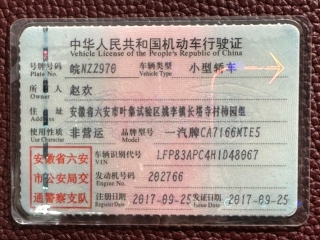 中华人民共和国机动车行驶证
Vehicle License of the People's Republic of China
号牌号码 皖NZZ970 车辆类型 小型轿车
Plate No. Vehicle Type
所有人 赵欢
Owner
住址 安徽省六安市叶集试验区姚李镇长塔寺村柿园组
Address
使用性质 非营运 品牌型号 一汽牌CA7166MTE5
Use Character Model
安徽省六安
市公安局交
通警察支队
车辆识别代号 LFP83APC4H1D48067
VIN
发动机号码 202766
Engine No.
注册日期 2017-09-25 发证日期 2017-09-25
Register Date Issue Date